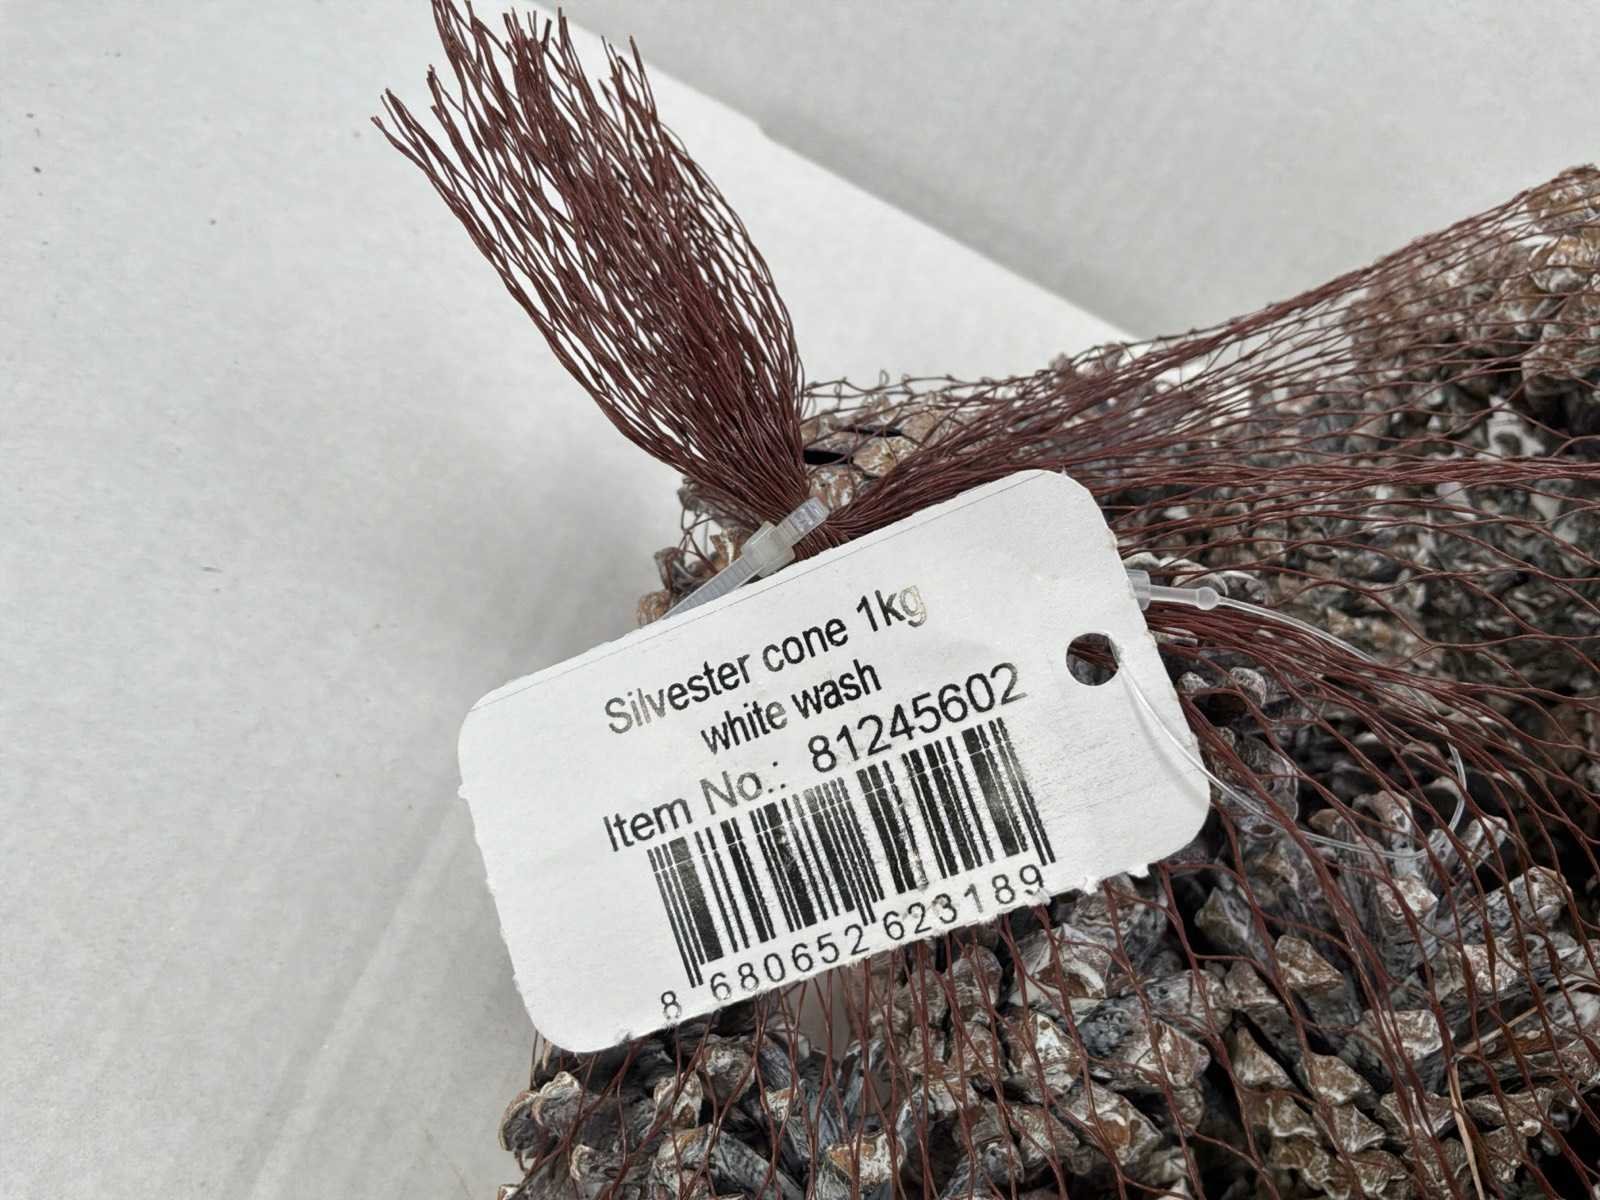 Silvester cone 1kg
white wash
Item No.: 81245602
8 680652 623189